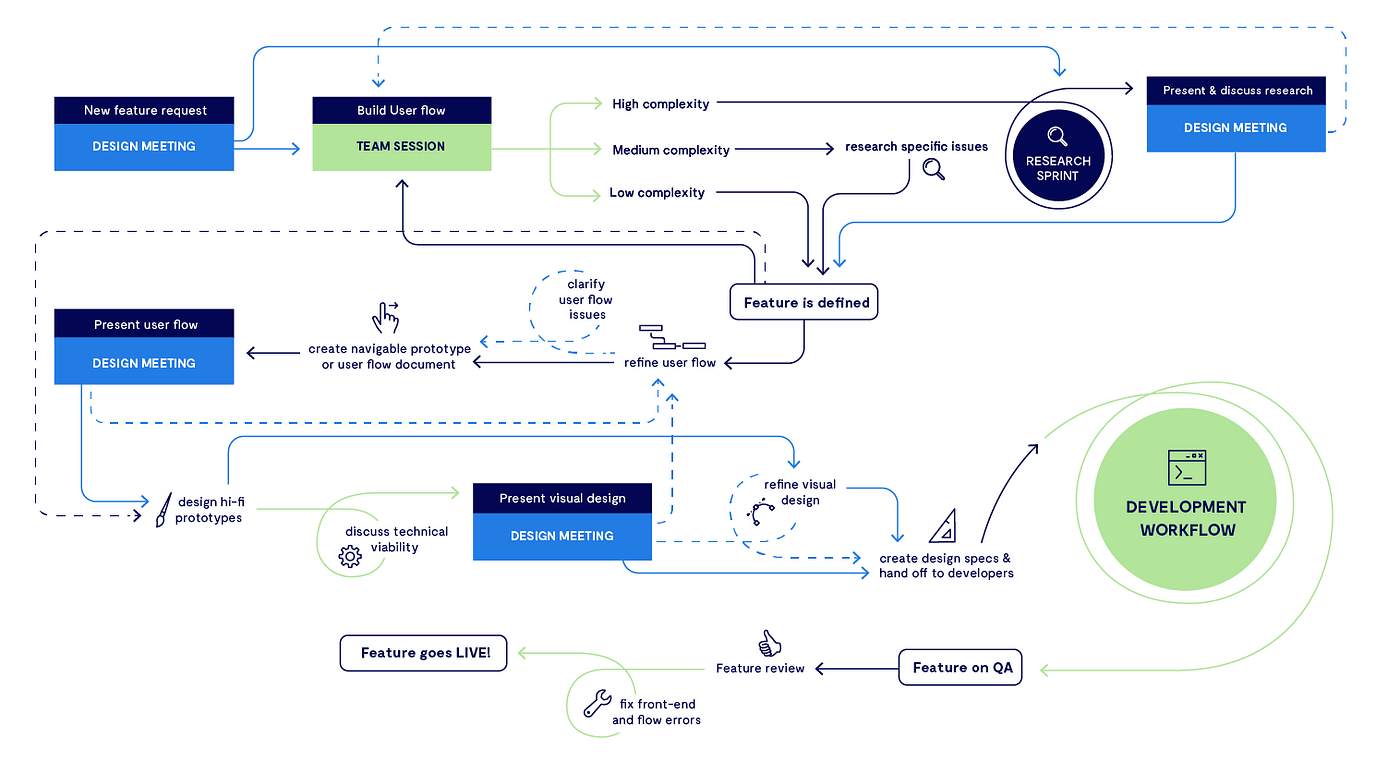 New feature request
DESIGN MEETING
Build User flow
TEAM SESSION
High complexity
Medium complexity
Low complexity
research specific issues
RESEARCH
SPRINT
Present & discuss research
DESIGN MEETING
Feature is defined
clarify
user flow
issues
refine user flow
create navigable prototype
or user flow document
Present user flow
DESIGN MEETING
design hi-fi
prototypes
discuss technical
viability
Present visual design
DESIGN MEETING
refine visual
design
create design specs &
hand off to developers
DEVELOPMENT
WORKFLOW
Feature on QA
Feature review
fix front-end
and flow errors
Feature goes LIVE!